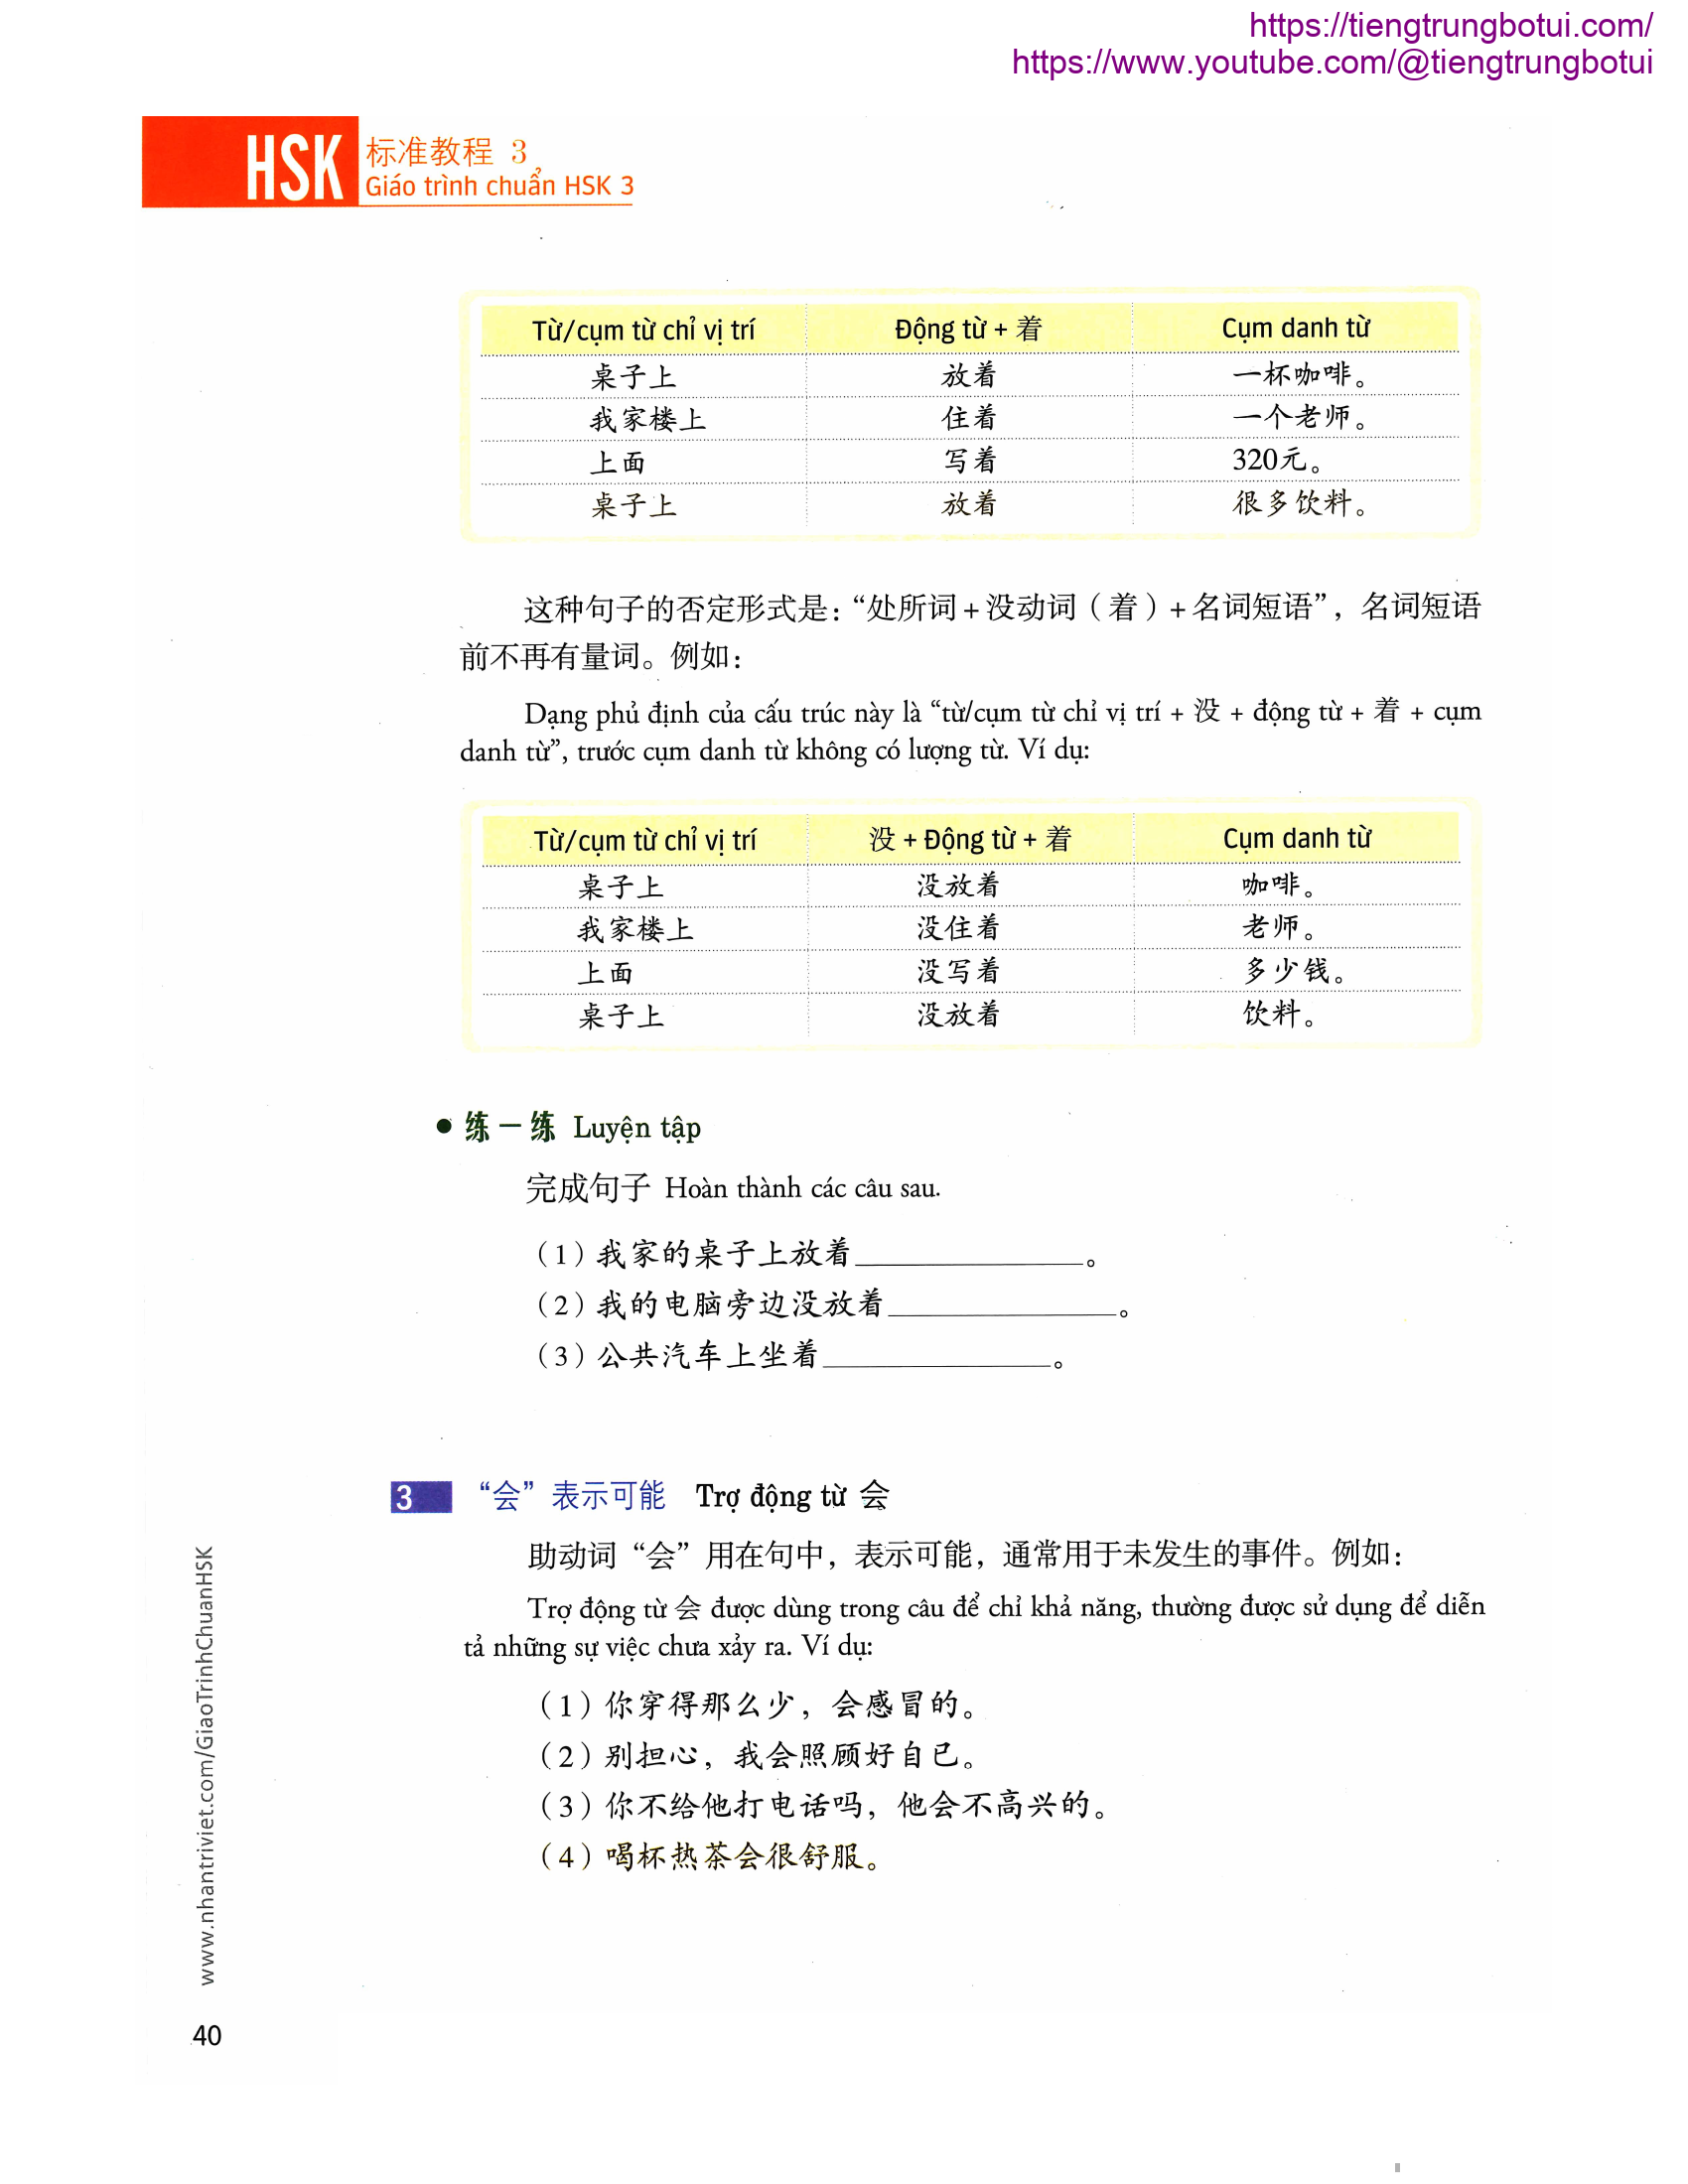 https://tiengtrungbotui.com/
https://www.youtube.com/@tiengtrungbotui
HSK 标准教程 3
Giáo trình chuẩn HSK 3
Từ/cụm từ chỉ vị trí Động từ + 着 Cụm danh từ
桌子上 放着 一杯咖啡。
我家楼上 住着 一个老师。
上面 写着 320元。
桌子上 放着 很多饮料。
这种句子的否定形式是：“处所词+没动词（着）+名词短语”，名词短语
前不再有量词。例如：
Dạng phủ định của cấu trúc này là “từ/cụm từ chỉ vị trí + 没 + động từ + 着 + cụm
danh từ”, trước cụm danh từ không có lượng từ. Ví dụ:
Từ/cụm từ chỉ vị trí 没 + Động từ + 着 Cụm danh từ
桌子上 没放着 咖啡。
我家楼上 没住着 老师。
上面 没写着 多少钱。
桌子上 没放着 饮料。
● 练一练 Luyện tập
完成句子 Hoàn thành các câu sau.
（1）我家的桌子上放着______________。
（2）我的电脑旁边没放着______________。
（3）公共汽车上坐着______________。
3 “会”表示可能 Trợ động từ 会
助动词“会”用在句中，表示可能，通常用于未发生的事件。例如：
Trợ động từ 会 được dùng trong câu để chỉ khả năng, thường được sử dụng để diễn
tả những sự việc chưa xảy ra. Ví dụ:
（1）你穿得那么少，会感冒的。
（2）别担心，我会照顾好自己。
（3）你不给他打电话吗，他会不高兴的。
（4）喝杯热茶会很舒服。
www.nhantriviet.com/GiaoTrinhChuanHSK
40